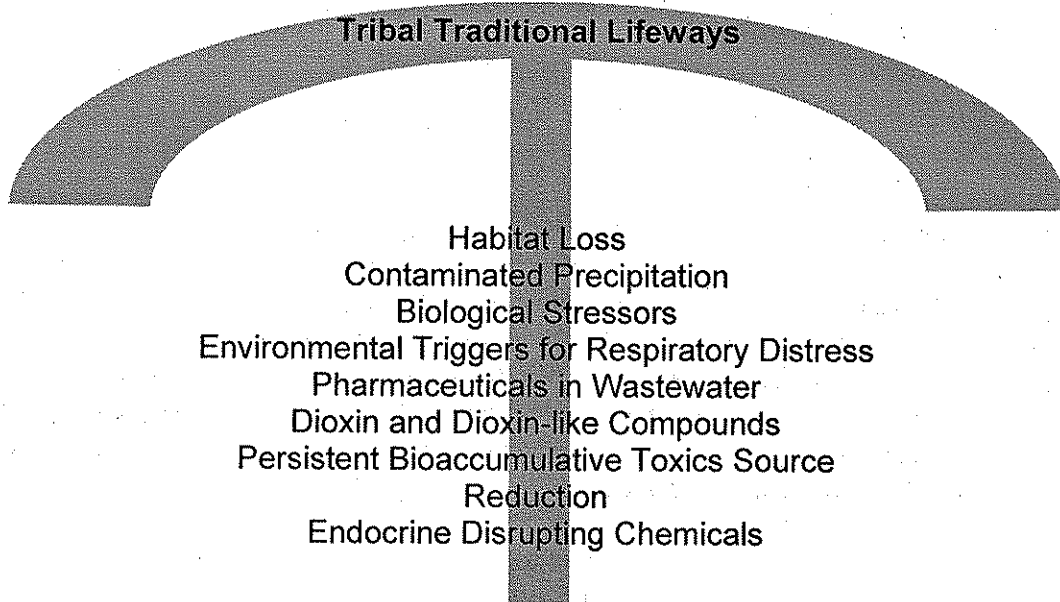 Tribal Traditional Lifeways
Habitat Loss
Contaminated Precipitation
Biological Stressors
Environmental Triggers for Respiratory Distress
Pharmaceuticals in Wastewater
Dioxin and Dioxin-like Compounds
Persistent Bioaccumulative Toxics Source
Reduction
Endocrine Disrupting Chemicals